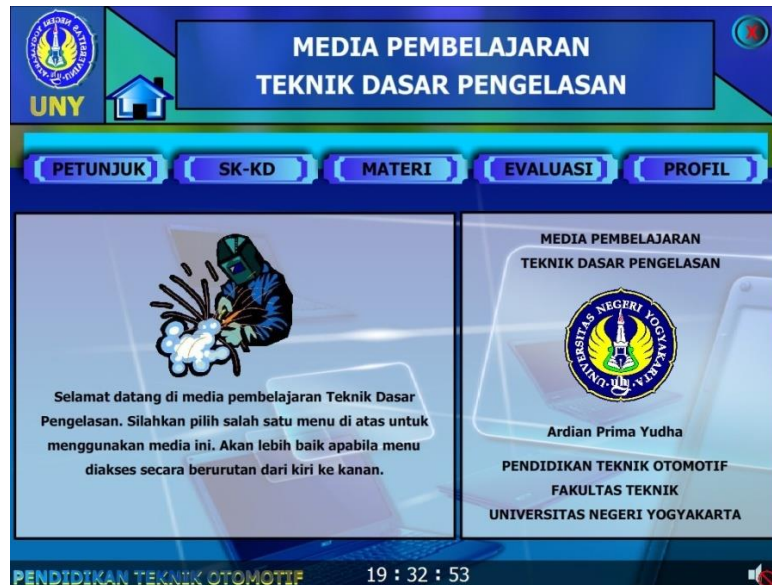 UNIVERSITAS NEGERI YOGYAKARTA
UNY
MEDIA PEMBELAJARAN
TEKNIK DASAR PENGELASAN
X
PETUNJUK
SK-KD
MATERI
EVALUASI
PROFIL
Selamat datang di media pembelajaran Teknik Dasar
Pengelasan. Silahkan pilih salah satu menu di atas untuk
menggunakan media ini. Akan lebih baik apabila menu
diakses secara berurutan dari kiri ke kanan.
MEDIA PEMBELAJARAN
TEKNIK DASAR PENGELASAN
UNIVERSITAS NEGERI YOGYAKARTA
Ardian Prima Yudha
PENDIDIKAN TEKNIK OTOMOTIF
FAKULTAS TEKNIK
UNIVERSITAS NEGERI YOGYAKARTA
PENDIDIKAN TEKNIK OTOMOTIF
19 : 32 : 53